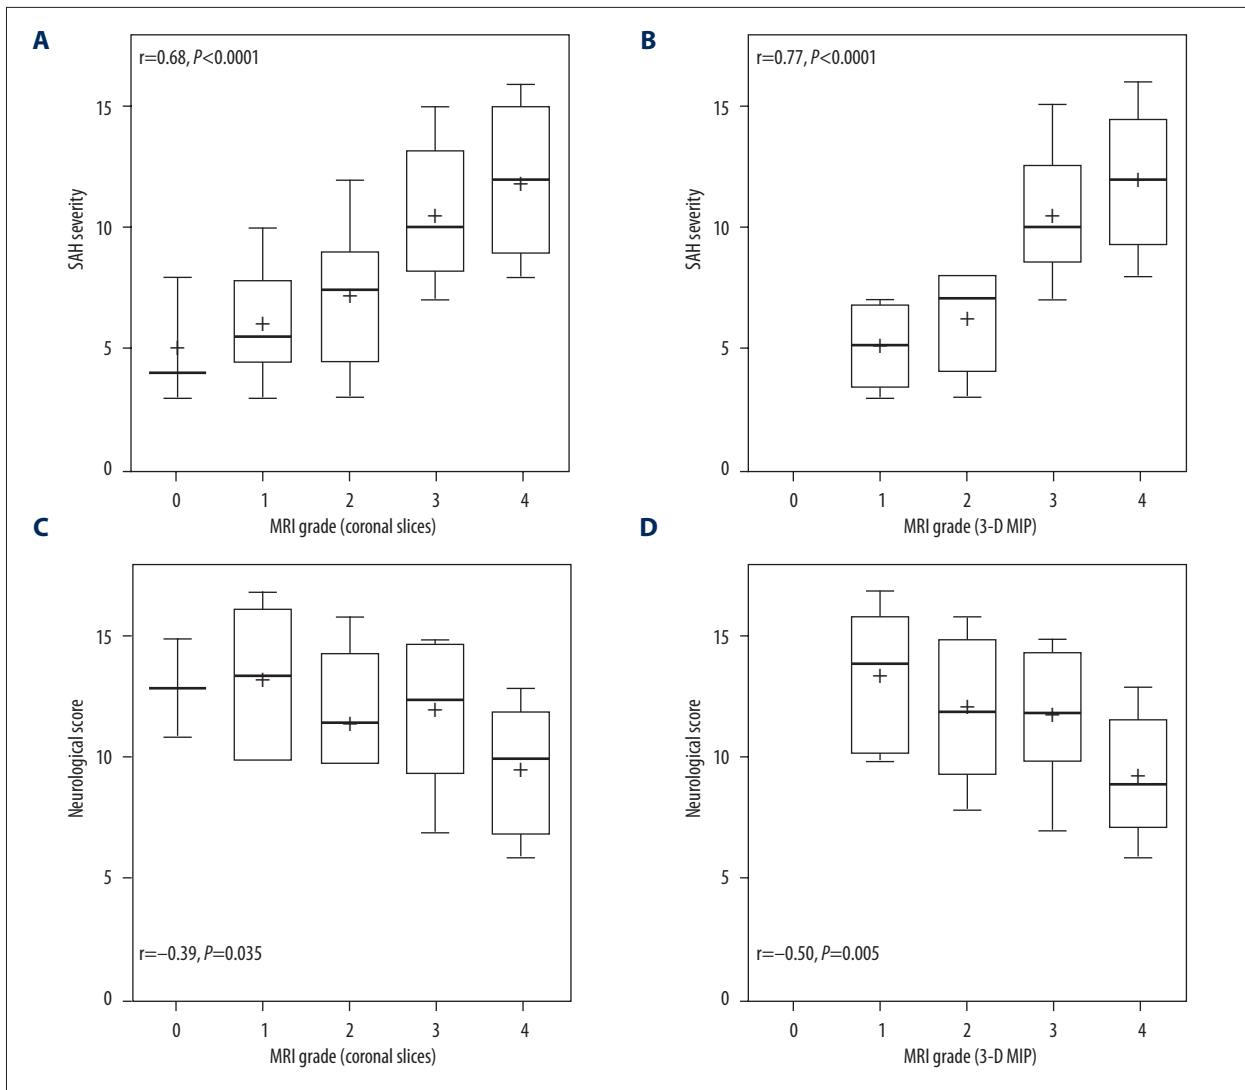 A
r=0.68, P<0.0001
SAH severity
15
10
5
0
0 1 2 3 4
MRI grade (coronal slices)
B
r=0.77, P<0.0001
SAH severity
15
10
5
0
0 1 2 3 4
MRI grade (3-D MIP)
C
Neurological score
15
10
5
0
r=–0.39, P=0.035
0 1 2 3 4
MRI grade (coronal slices)
D
Neurological score
15
10
5
0
r=–0.50, P=0.005
0 1 2 3 4
MRI grade (3-D MIP)